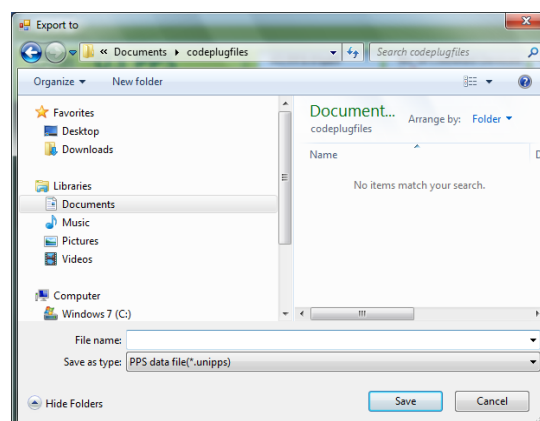 Export to
« Documents ▸ codeplugfiles
Search codeplugfiles
Organize ▾ New folder
Favorites
Desktop
Downloads
Libraries
Documents
Music
Pictures
Videos
Computer
Windows 7 (C:)
Document...
codeplugfiles
Arrange by: Folder ▾
Name
No items match your search.
File name:
Save as type: PPS data file(*.unipps)
Hide Folders
Save
Cancel